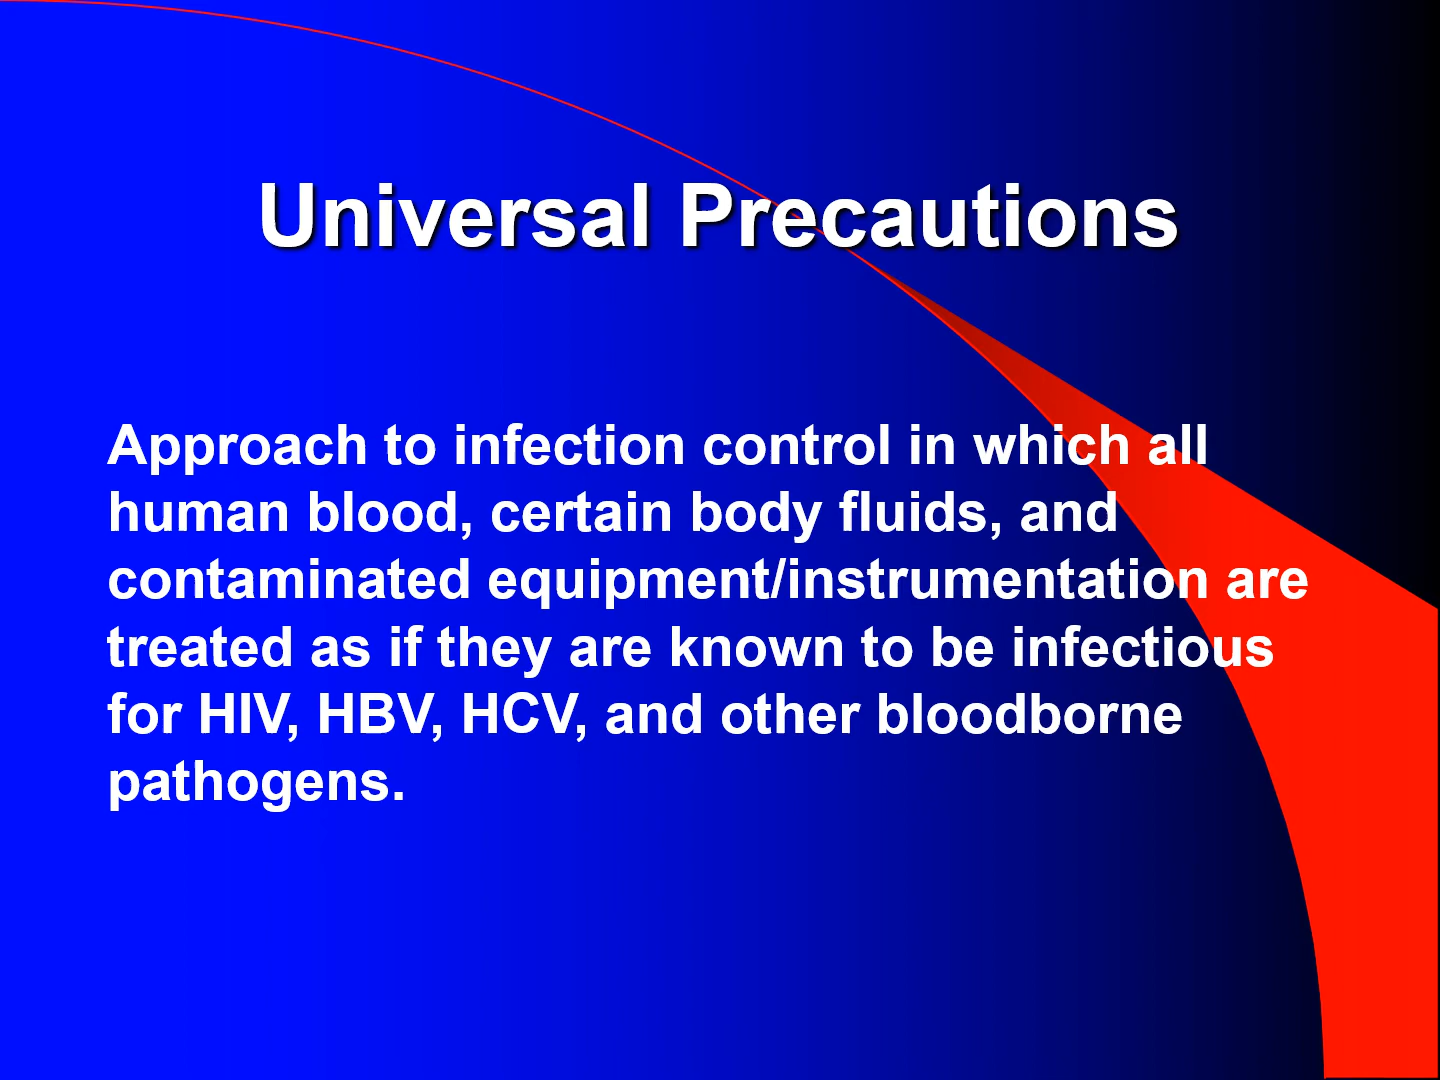 Universal Precautions
Approach to infection control in which all
human blood, certain body fluids, and
contaminated equipment/instrumentation are
treated as if they are known to be infectious
for HIV, HBV, HCV, and other bloodborne
pathogens.